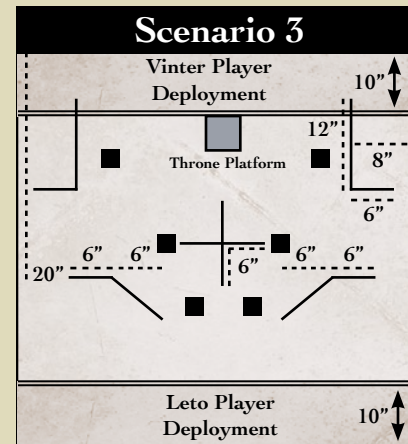 Scenario 3
Vinter Player
Deployment
10”
12”
Throne Platform
8”
6”
6” 6” 6” 6”
6”
20”
Leto Player
Deployment
10”